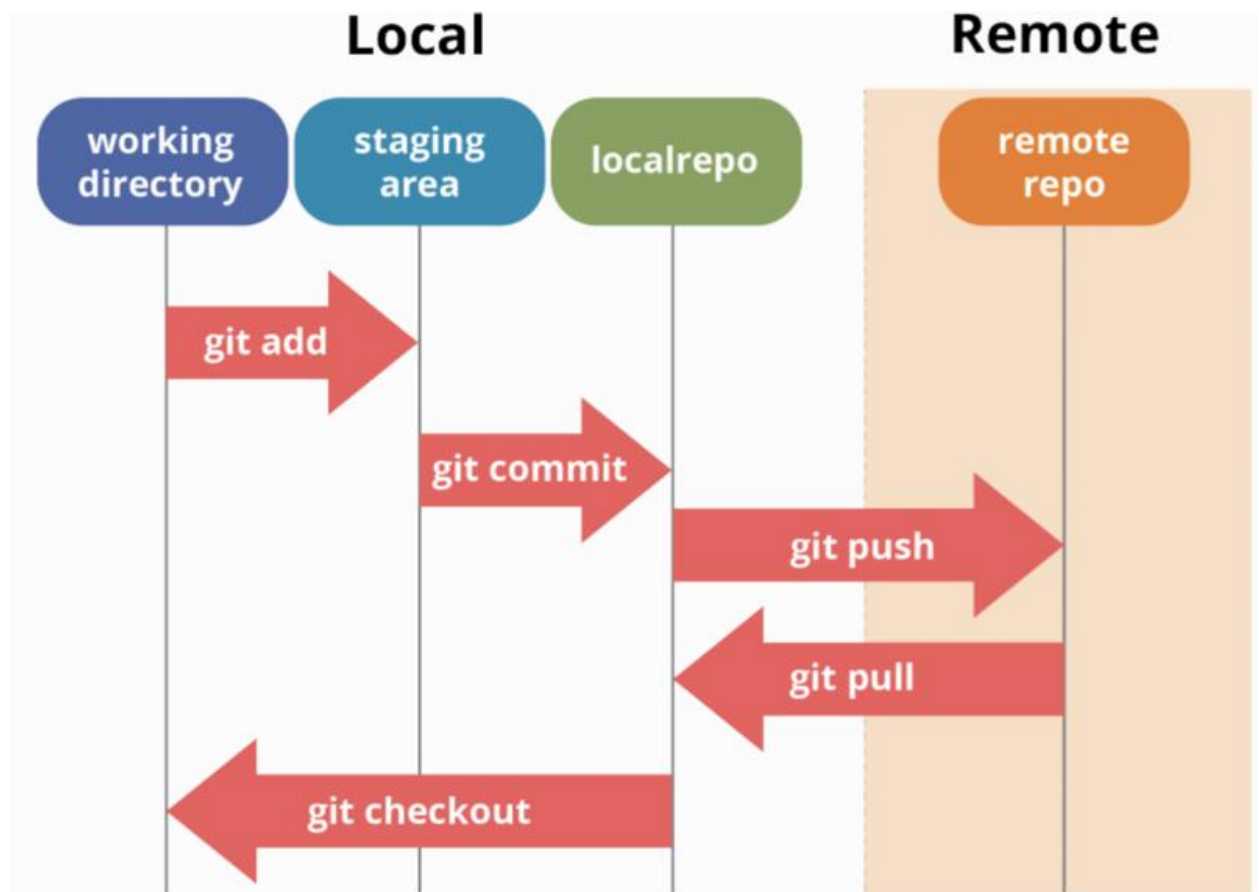 Local
Remote
working
directory
staging
area
localrepo
remote
repo
git add
git commit
git push
git pull
git checkout